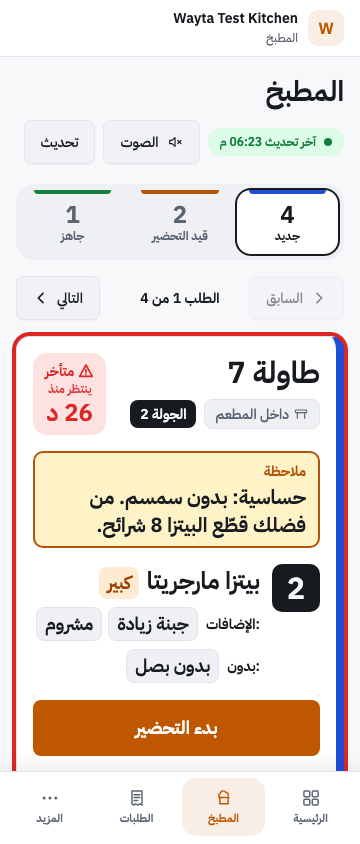 W
Wayta Test Kitchen
المطبخ
المطبخ
آخر تحديث 06:23 م
الصوت
تحديث
4
جديد
2
قيد التحضير
1
جاهز
السابق
الطلب 1 من 4
التالي
طاولة 7
داخل المطعم
الجولة 2
متأخر
ينتظر منذ
26 د
ملاحظة
حساسية: بدون سمسم. من
فضلك قطّع البيتزا 8 شرائح.
2
بيتزا مارجريتا كبير
الإضافات: جبنة زيادة مشروم
بدون: بدون بصل
بدء التحضير
الرئيسية
المطبخ
الطلبات
المزيد